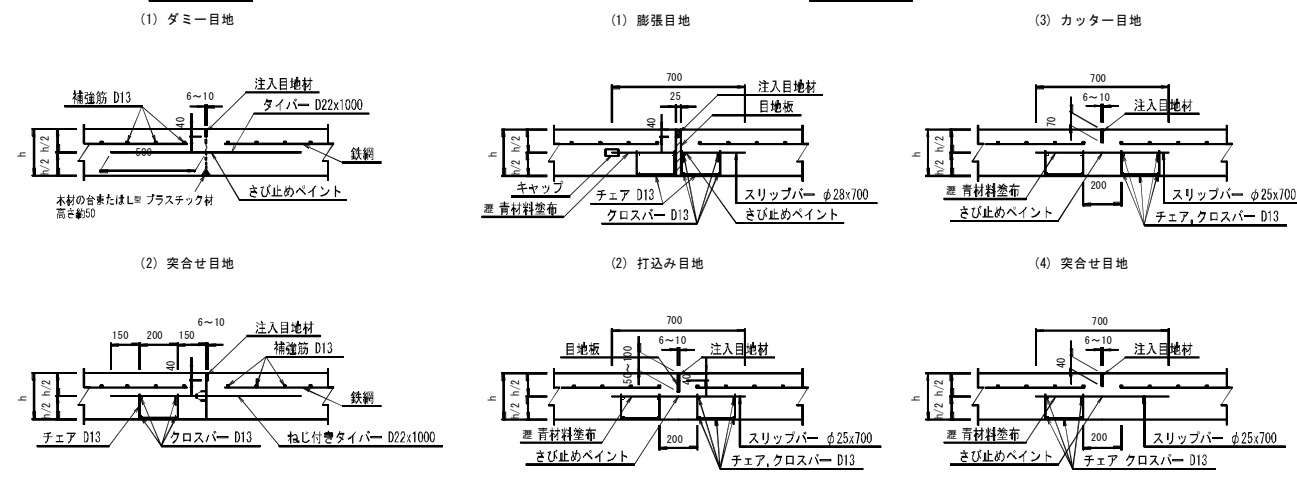 (1) ダミー目地
6~10
注入目地材
補強筋 D13
タイバー D22x1000
40
h
h/2
h/2
500
鉄網
さび止めペイント
木材の台またはL型 プラスチック材
高さ約50
(1) 膨張目地
700
25
注入目地材
目地板
40
h
h/2
h/2
キャップ
瀝 青材料塗布
チェア D13
クロスバー D13
スリップバー φ28x700
さび止めペイント
(3) カッター目地
700
6~10
注入目地材
70
h
h/2
h/2
瀝 青材料塗布
さび止めペイント
200
スリップバー φ25x700
チェア,クロスバー D13
(2) 突合せ目地
150
200
150
6~10
注入目地材
補強筋 D13
40
h
h/2
h/2
鉄網
チェア D13
クロスバー D13
ねじ付きタイバー D22x1000
(2) 打込み目地
700
6~10
目地板
注入目地材
50~100
40
h
h/2
h/2
瀝 青材料塗布
さび止めペイント
200
スリップバー φ25x700
チェア,クロスバー D13
(4) 突合せ目地
700
6~10
注入目地材
40
h
h/2
h/2
瀝 青材料塗布
さび止めペイント
200
スリップバー φ25x700
チェア クロスバー D13